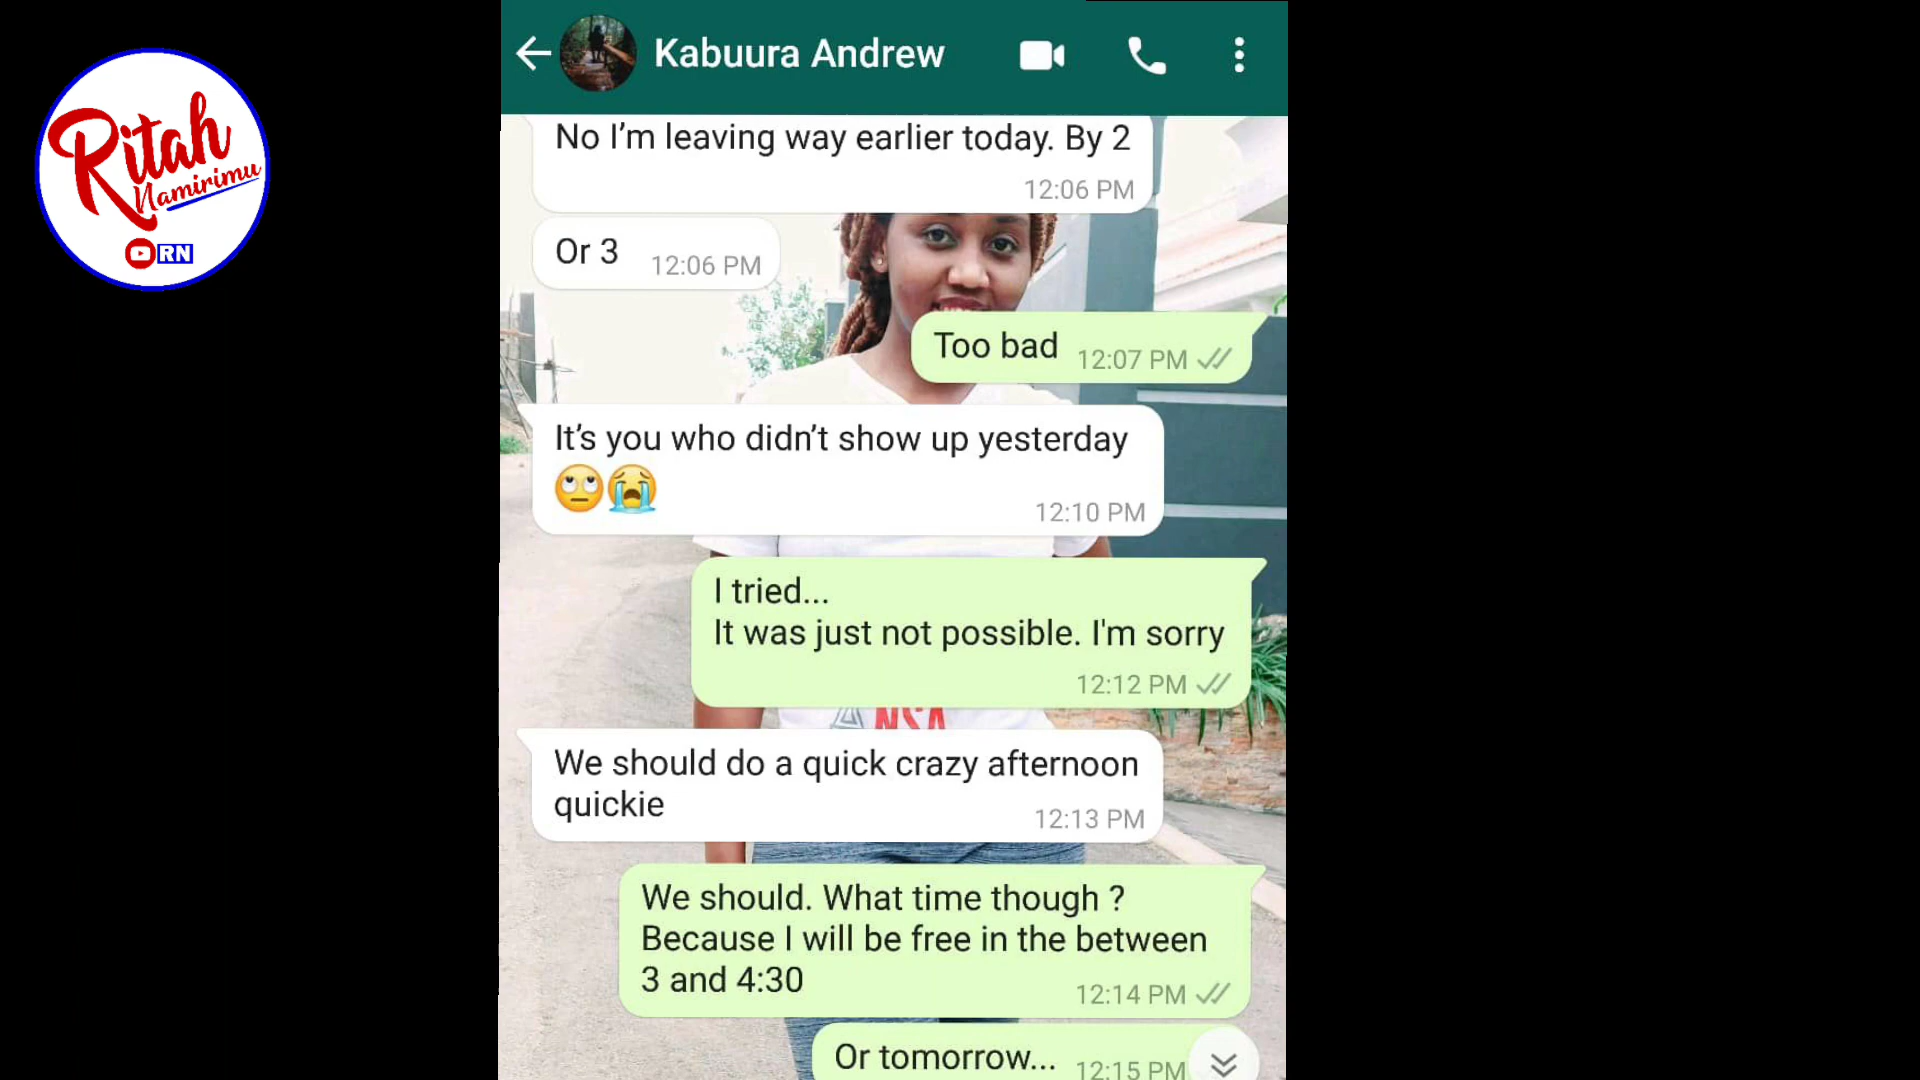 Ritah
Namirimu
RN
Kabuura Andrew
No I’m leaving way earlier today. By 2
12:06 PM
Or 3 12:06 PM
Too bad 12:07 PM
It’s you who didn’t show up yesterday
🙄😭
12:10 PM
I tried...
It was just not possible. I'm sorry
12:12 PM
NSA
We should do a quick crazy afternoon
quickie 12:13 PM
We should. What time though ?
Because I will be free in the between
3 and 4:30 12:14 PM
Or tomorrow... 12:15 PM